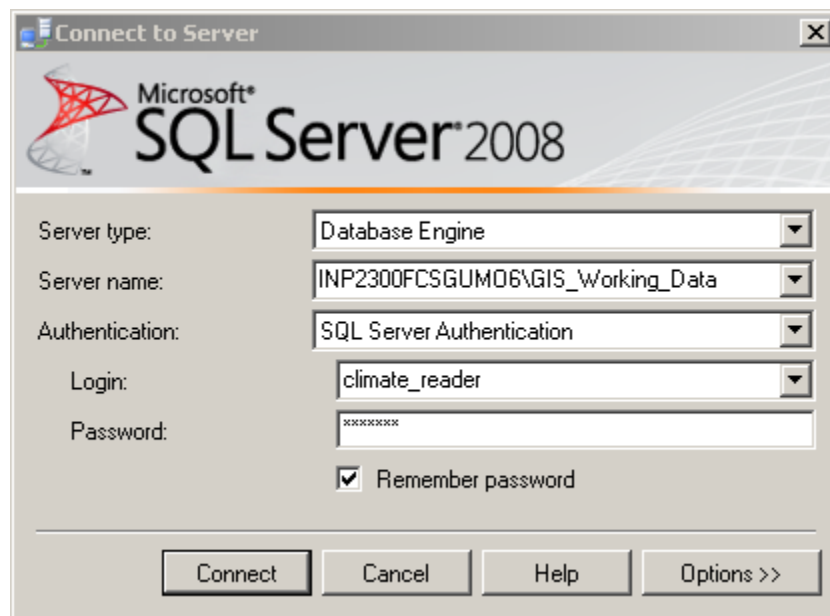 Connect to Server
Microsoft®
SQL Server® 2008
Server type: Database Engine
Server name: INP2300FCSGUMO6\GIS_Working_Data
Authentication: SQL Server Authentication
Login: climate_reader
Password: *******
Remember password
Connect Cancel Help Options >>